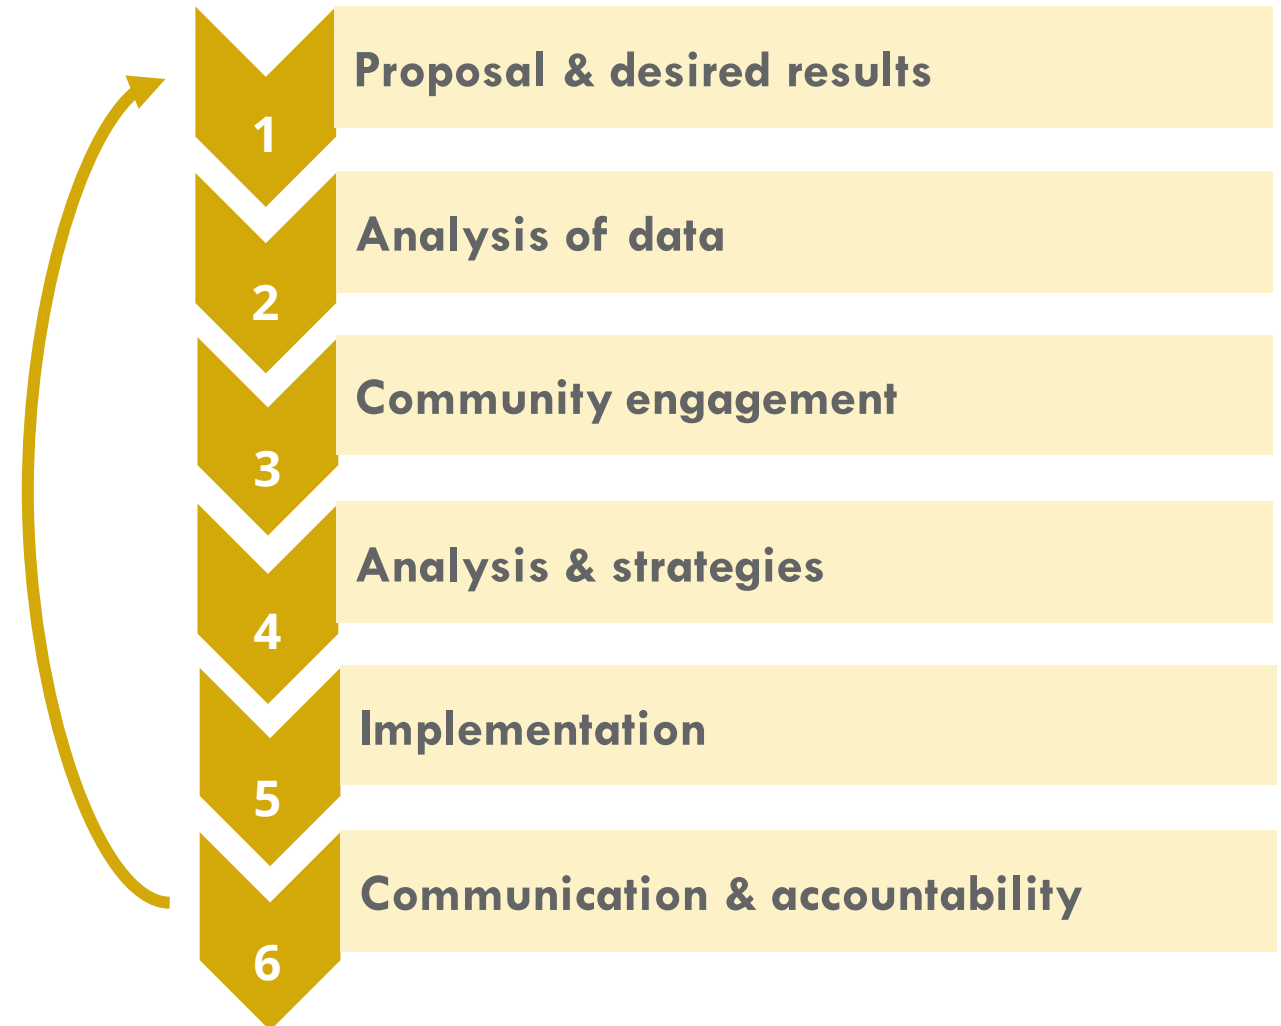 Proposal & desired results
1
Analysis of data
2
Community engagement
3
Analysis & strategies
4
Implementation
5
Communication & accountability
6